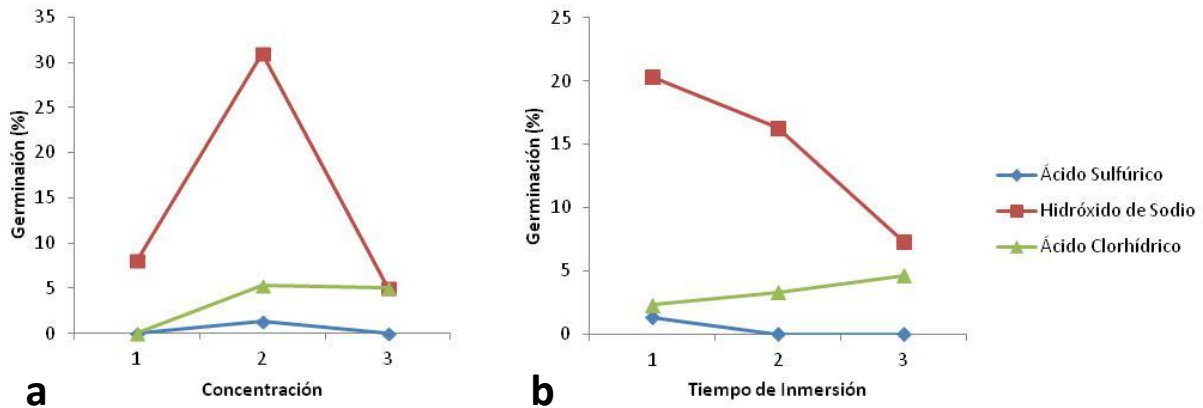 35
30
25
20
15
10
5
0
Germinaión (%)
1 2 3
Concentración
a
25
20
15
10
5
0
Germinación (%)
1 2 3
Tiempo de Inmersión
b
Ácido Sulfúrico
Hidróxido de Sodio
Ácido Clorhídrico